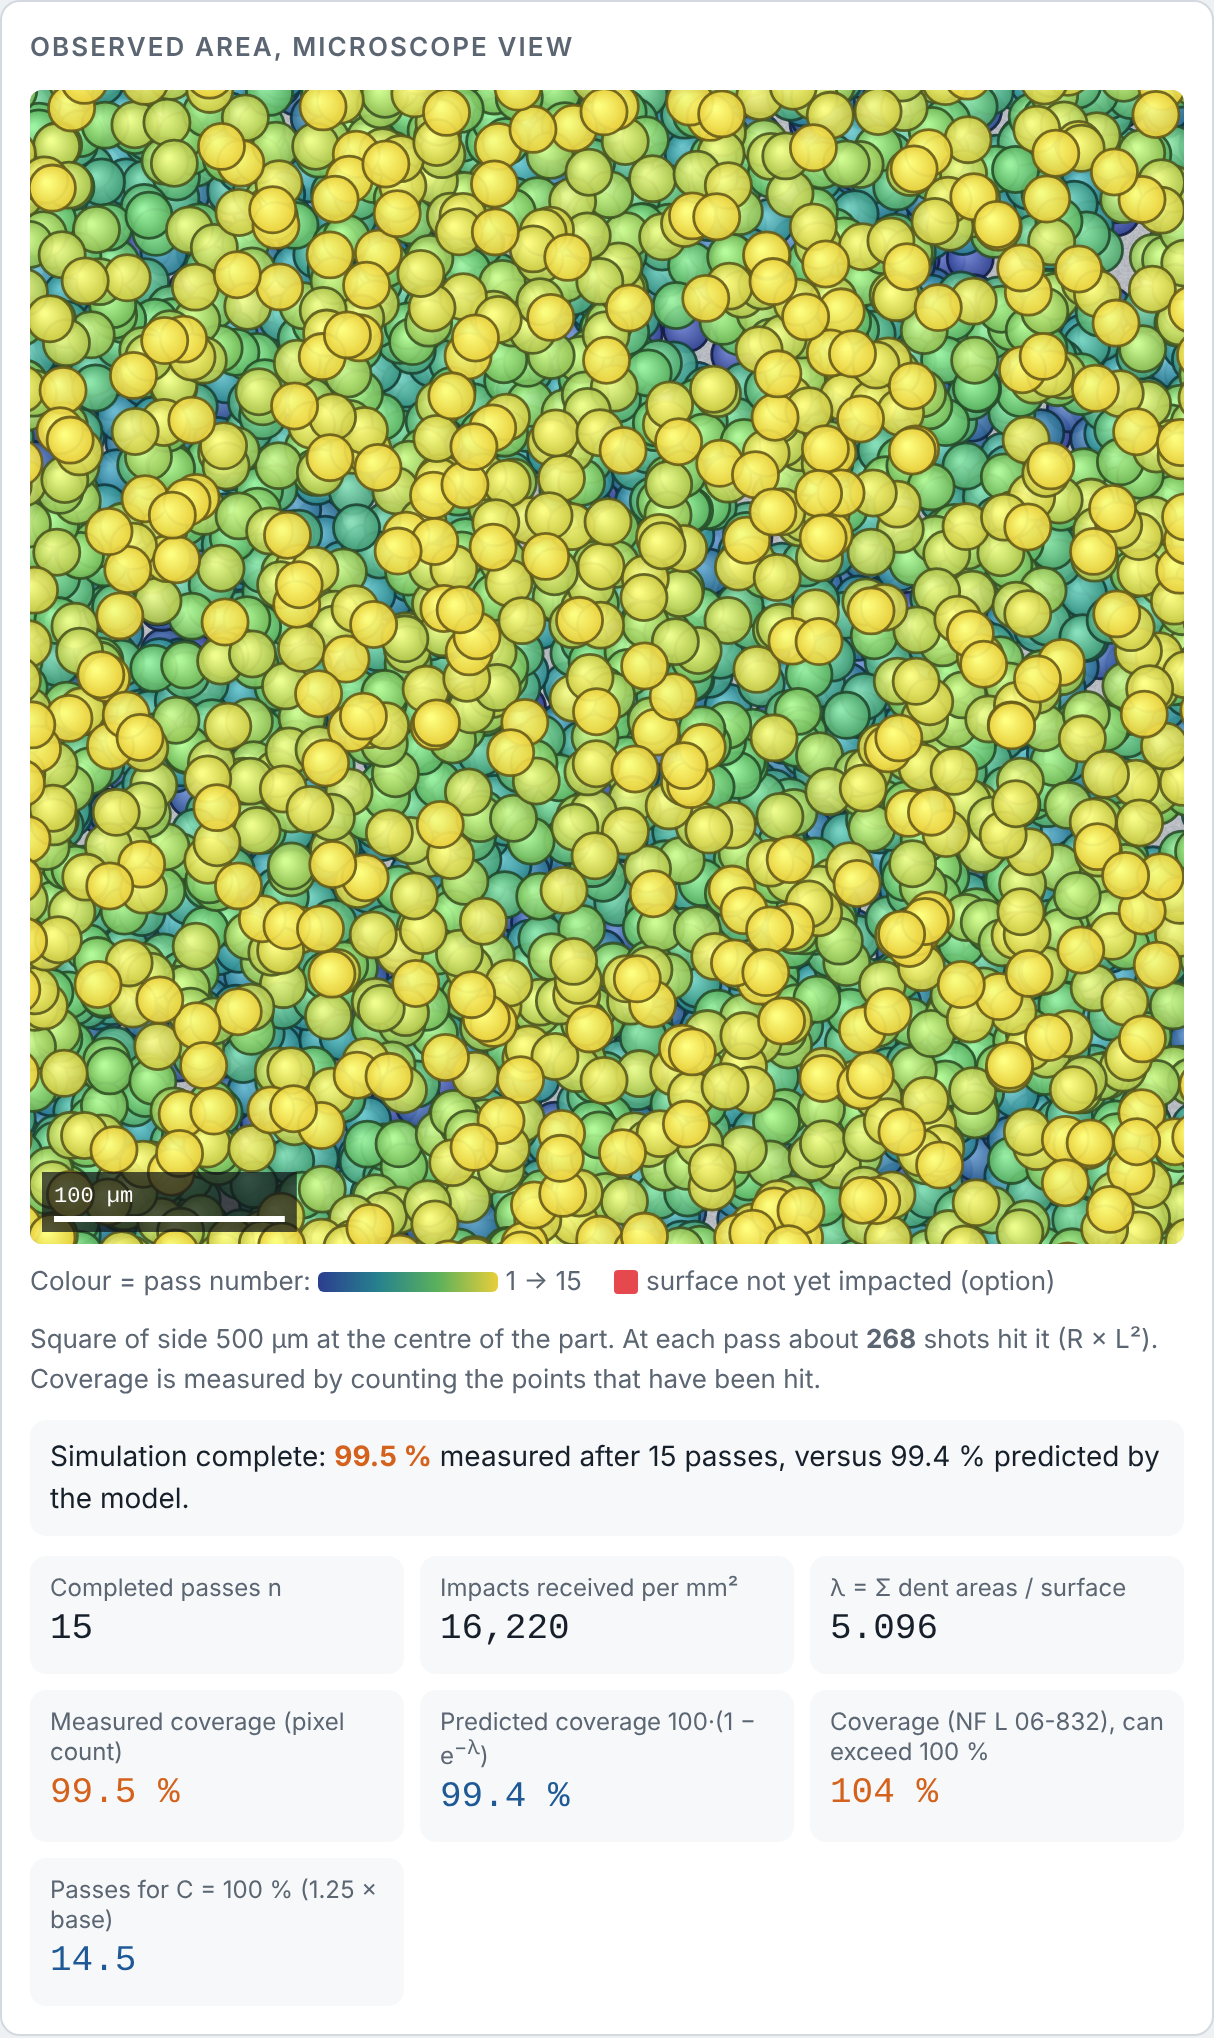 OBSERVED AREA, MICROSCOPE VIEW
100 µm
Colour = pass number: 1 → 15 surface not yet impacted (option)
Square of side 500 µm at the centre of the part. At each pass about 268 shots hit it (R × L²).
Coverage is measured by counting the points that have been hit.
Simulation complete: 99.5 % measured after 15 passes, versus 99.4 % predicted by
the model.
Completed passes n
15
Impacts received per mm²
16,220
λ = Σ dent areas / surface
5.096
Measured coverage (pixel
count)
99.5 %
Predicted coverage 100·(1 −
e⁻λ)
99.4 %
Coverage (NF L 06-832), can
exceed 100 %
104 %
Passes for C = 100 % (1.25 ×
base)
14.5